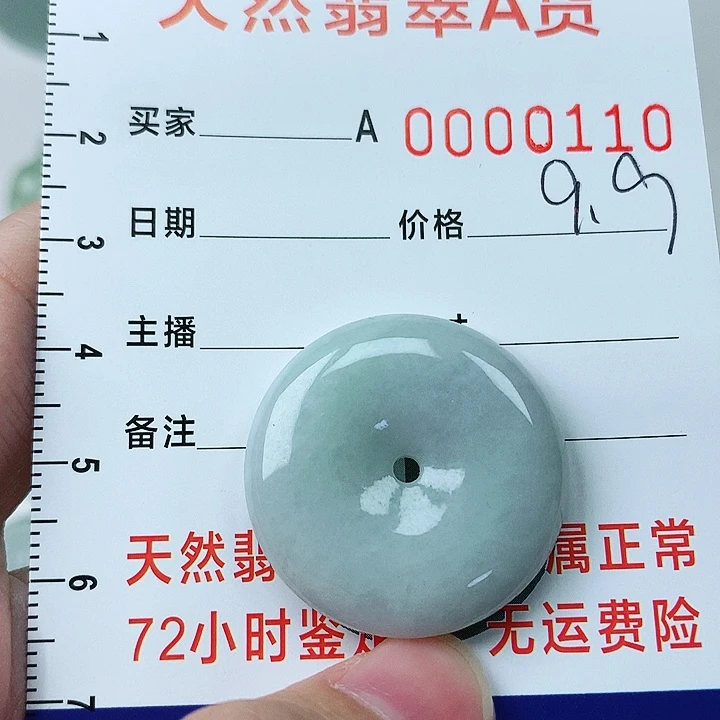 天然翡翠A货
买家 A 0000110
日期 价格 9.9
主播
备注
天然翡 属正常
72小时鉴 无运费险
1
2
3
4
5
6
7